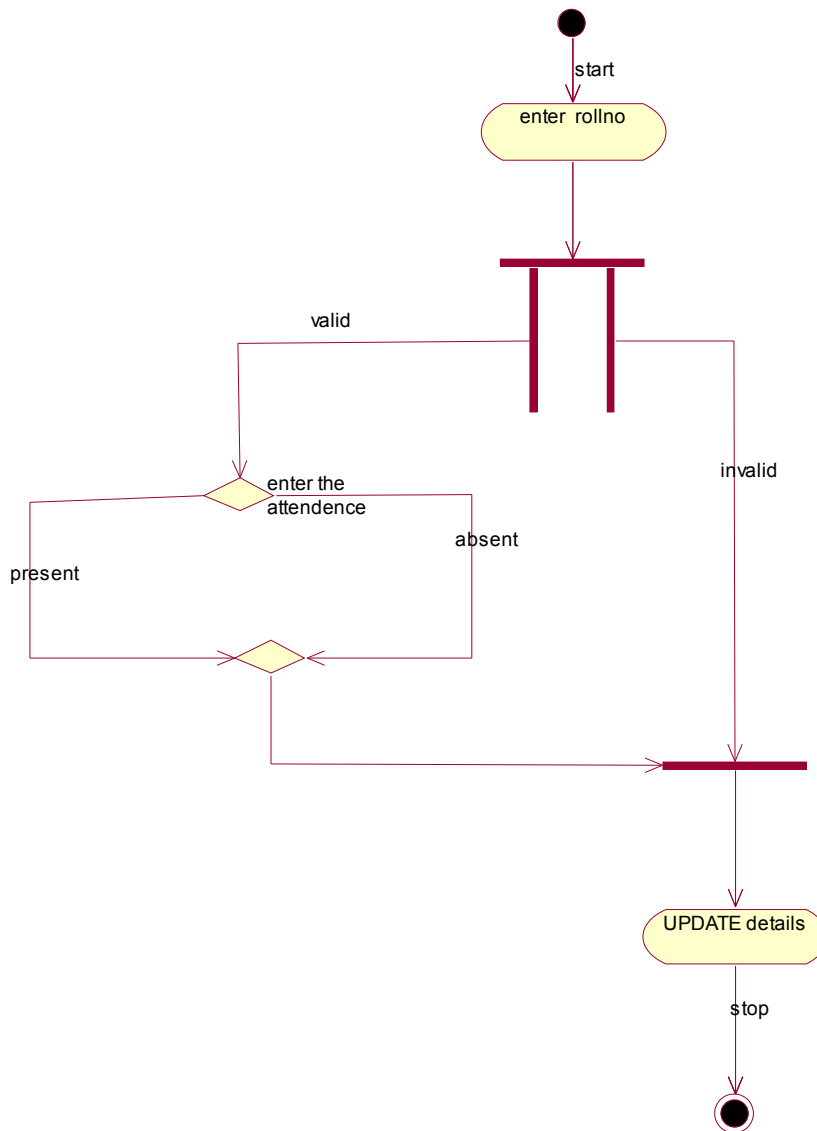 start
enter rollno
valid
invalid
enter the
attendence
absent
present
UPDATE details
stop